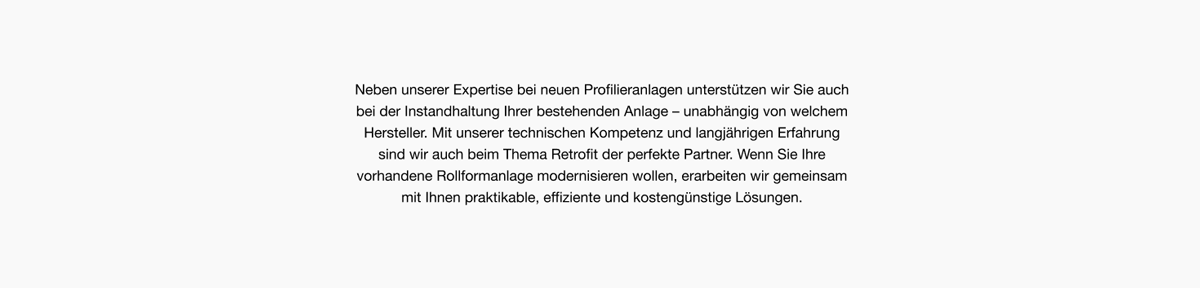 Neben unserer Expertise bei neuen Profilieranlagen unterstützen wir Sie auch
bei der Instandhaltung Ihrer bestehenden Anlage – unabhängig von welchem
Hersteller. Mit unserer technischen Kompetenz und langjährigen Erfahrung
sind wir auch beim Thema Retrofit der perfekte Partner. Wenn Sie Ihre
vorhandene Rollformanlage modernisieren wollen, erarbeiten wir gemeinsam
mit Ihnen praktikable, effiziente und kostengünstige Lösungen.